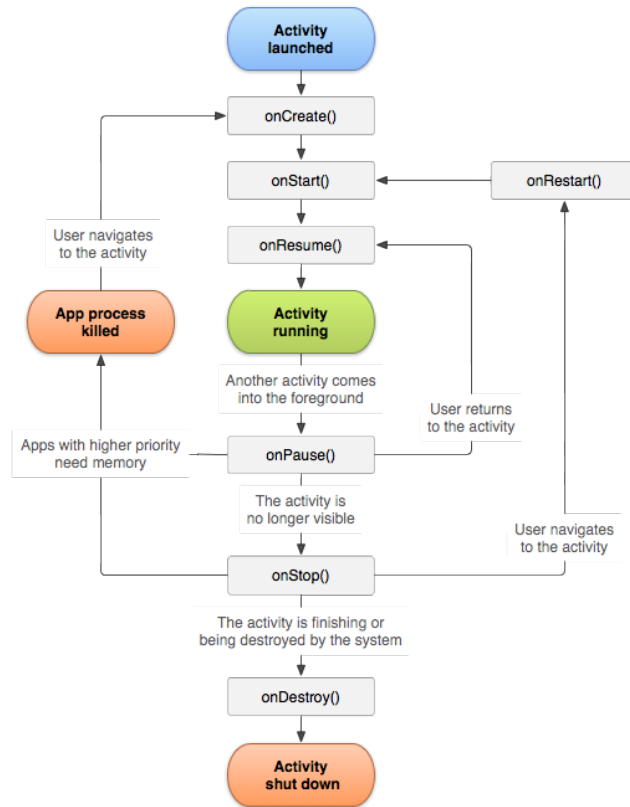 Activity
launched
onCreate()
onStart()
onRestart()
User navigates
to the activity
onResume()
App process
killed
Activity
running
Another activity comes
into the foreground
User returns
to the activity
Apps with higher priority
need memory
onPause()
The activity is
no longer visible
User navigates
to the activity
onStop()
The activity is finishing or
being destroyed by the system
onDestroy()
Activity
shut down